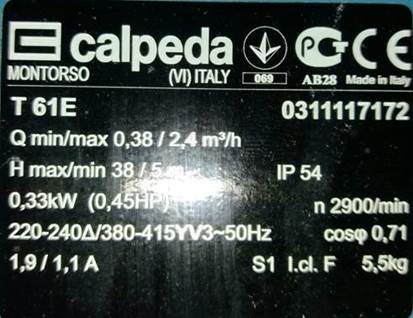 calpeda
MONTORSO (VI) ITALY 069 AB28 Made in Italy
T 61E 0311117172
Q min/max 0,38 / 2,4 m³/h
H max/min 38 / 5 m IP 54
0,33kW (0,45HP) n 2900/min
220-240Δ/380-415YV3~50Hz cosφ 0,71
1,9 / 1,1 A S1 I.cl. F 5,5kg